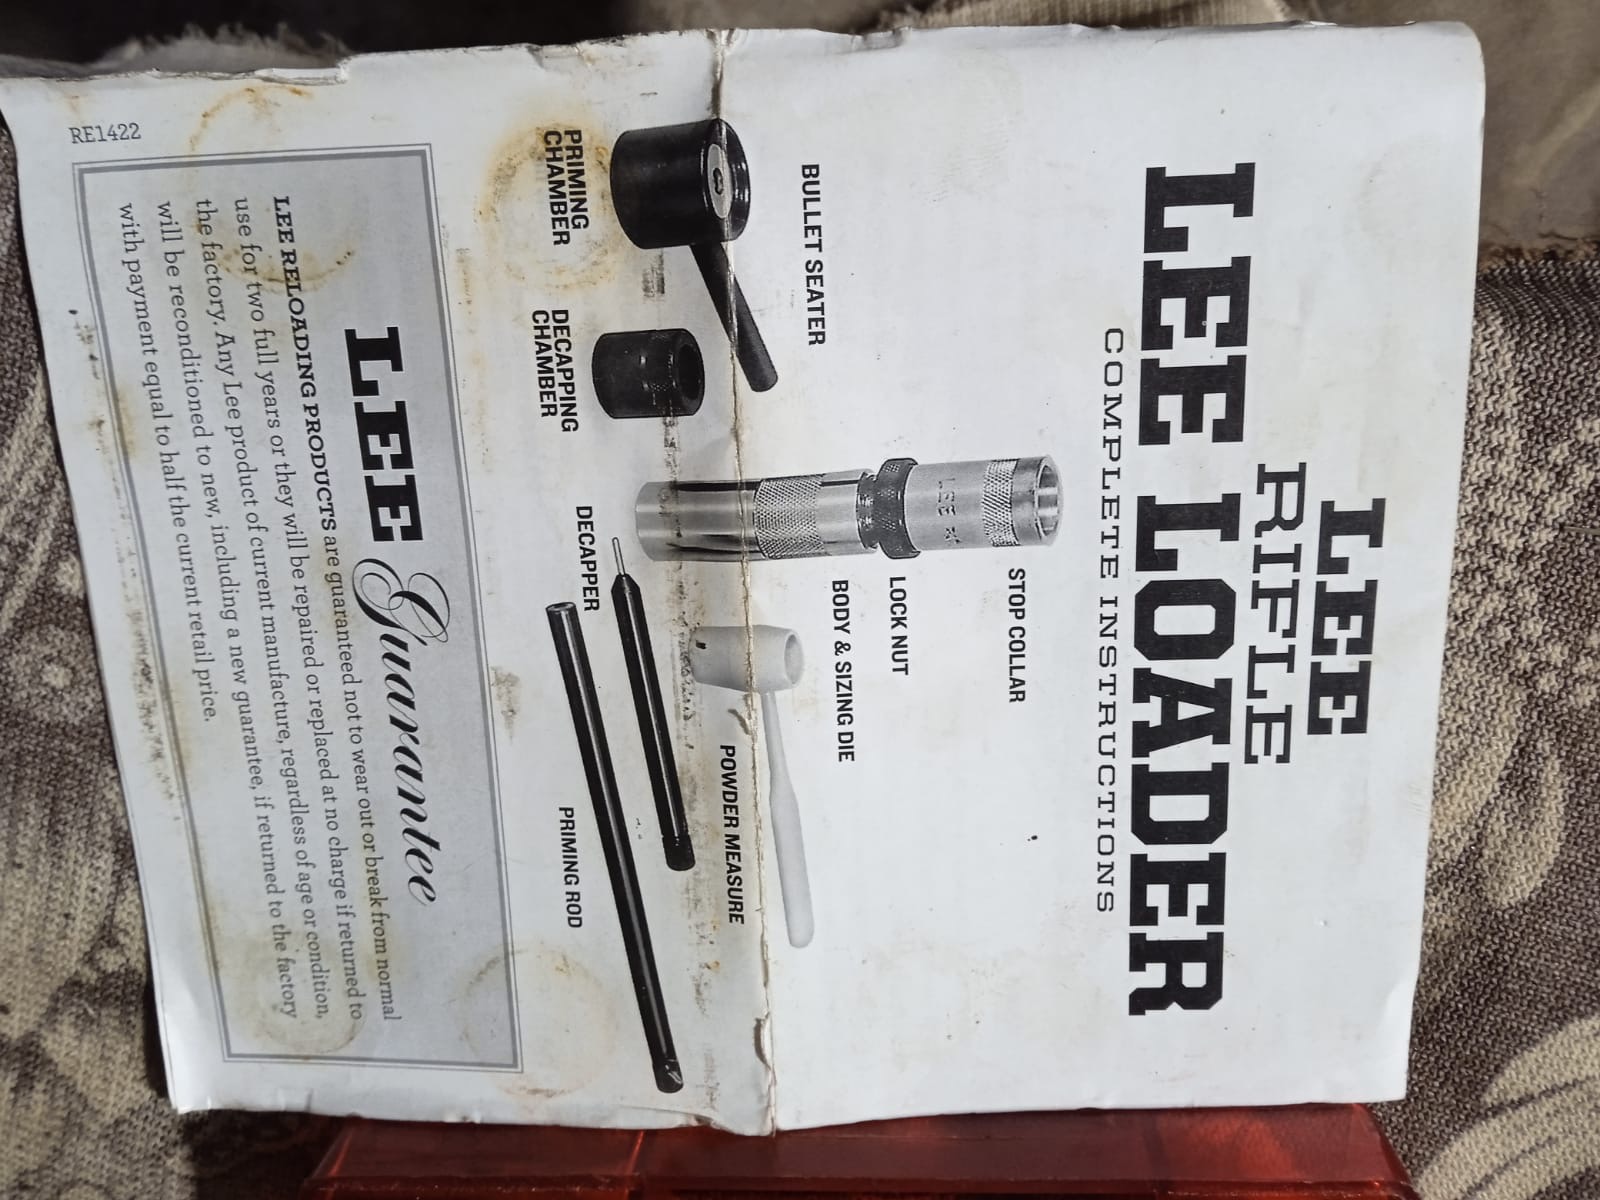 LEE
RIFLE
LEE LOADER
COMPLETE INSTRUCTIONS
STOP COLLAR
LEE
LOCK NUT
BODY & SIZING DIE
BULLET SEATER
POWDER MEASURE
PRIMING
CHAMBER
DECAPPING
CHAMBER
DECAPPER
PRIMING ROD
LEE Guarantee
LEE RELOADING PRODUCTS are guaranteed not to wear out or break from normal
use for two full years or they will be repaired or replaced at no charge if returned to
the factory. Any Lee product of current manufacture, regardless of age or condition,
will be reconditioned to new, including a new guarantee, if returned to the factory
with payment equal to half the current retail price.
RE1422